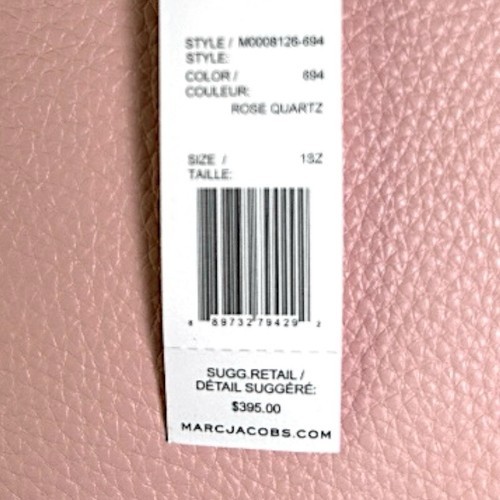 STYLE / M0008126-694
STYLE:
COLOR / 694
COULEUR:
ROSE QUARTZ
SIZE / 1SZ
TAILLE:
8 89732 79429 2
SUGG.RETAIL /
DÉTAIL SUGGÉRÉ:
$395.00
MARCJACOBS.COM